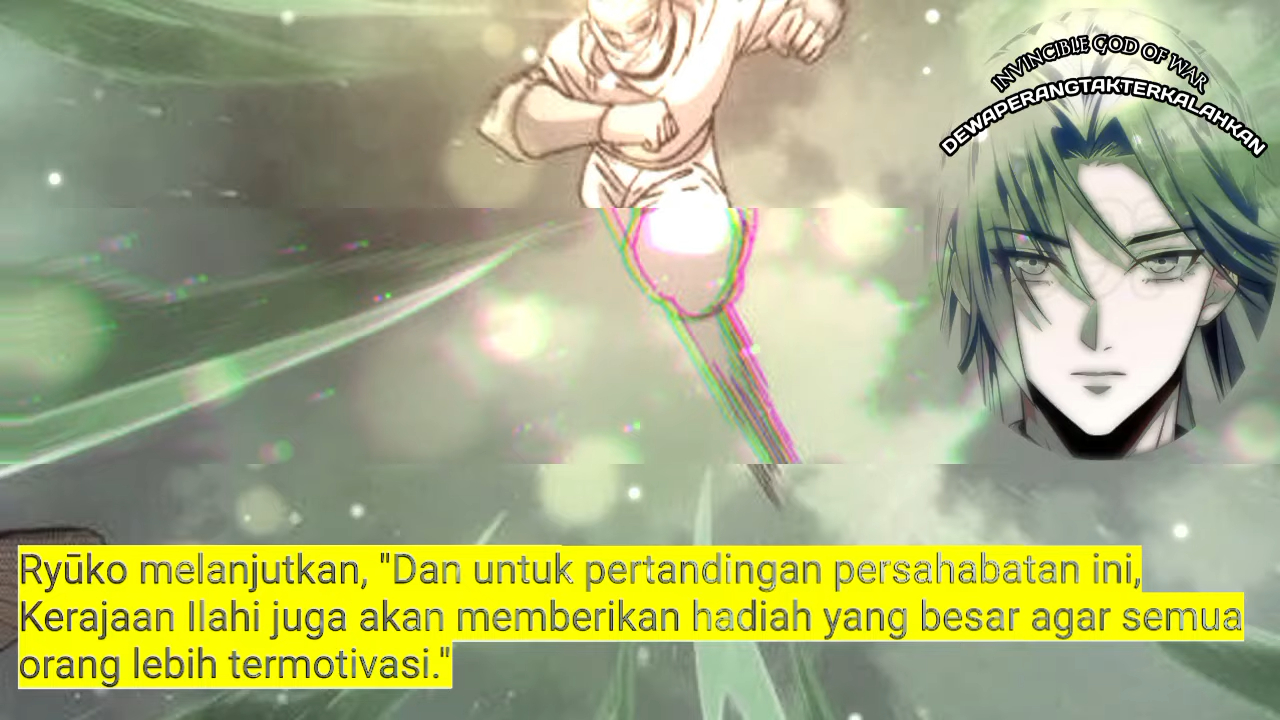 INVINCIBLE GOD OF WAR
DEWAPERANGTAKTERKALAHKAN
Ryūko melanjutkan, "Dan untuk pertandingan persahabatan ini,
Kerajaan Ilahi juga akan memberikan hadiah yang besar agar semua
orang lebih termotivasi."